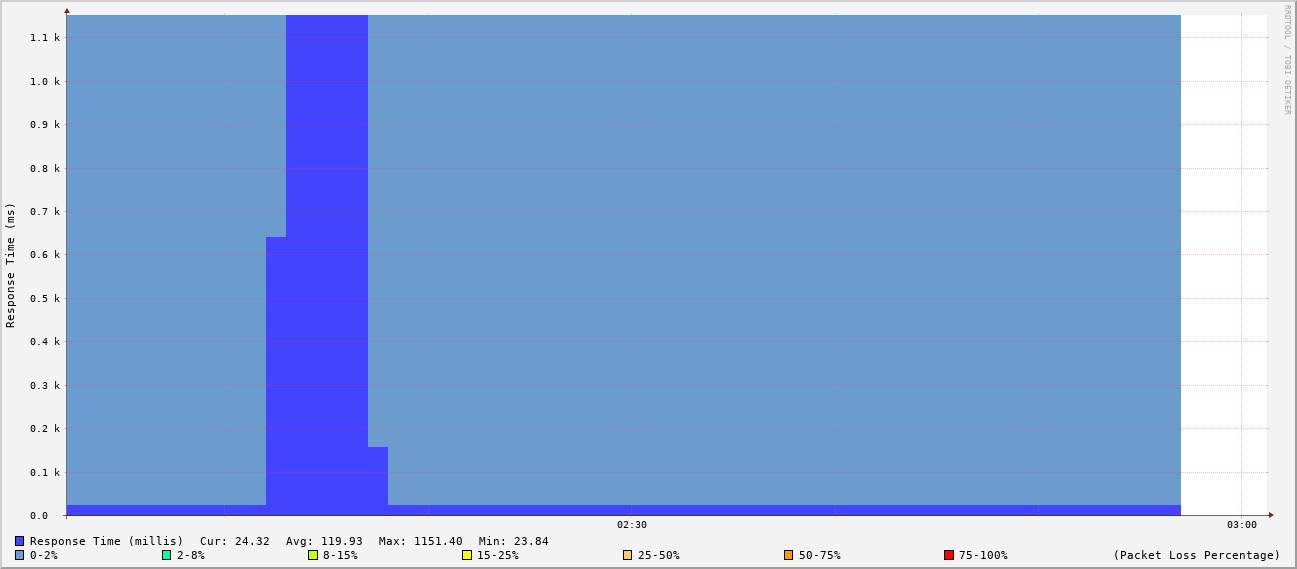 RRDTOOL / TOBI OETIKER
Response Time (ms)
1.1 k
1.0 k
0.9 k
0.8 k
0.7 k
0.6 k
0.5 k
0.4 k
0.3 k
0.2 k
0.1 k
0.0
02:30 03:00
Response Time (millis) Cur: 24.32 Avg: 119.93 Max: 1151.40 Min: 23.84
0-2% 2-8% 8-15% 15-25% 25-50% 50-75% 75-100% (Packet Loss Percentage)